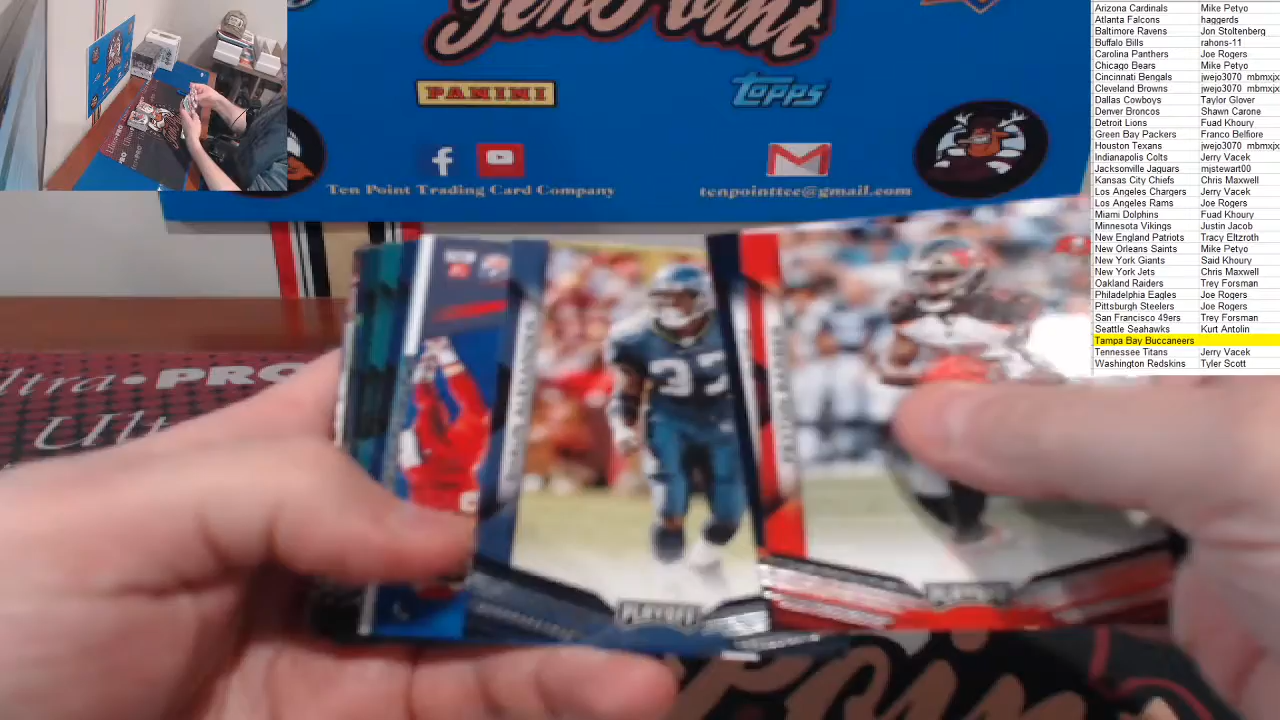 TenPoint
PANINI
topps
Ten Point Trading Card Company
tenpointtcc@gmail.com
Arizona Cardinals Mike Petyo
Atlanta Falcons haggerds
Baltimore Ravens Jon Stoltenberg
Buffalo Bills rahons-11
Carolina Panthers Joe Rogers
Chicago Bears Mike Petyo
Cincinnati Bengals jwejo3070 mbmxjx
Cleveland Browns jwejo3070 mbmxjx
Dallas Cowboys Taylor Glover
Denver Broncos Shawn Carone
Detroit Lions Fuad Khoury
Green Bay Packers Franco Belfiore
Houston Texans jwejo3070 mbmxjx
Indianapolis Colts Jerry Vacek
Jacksonville Jaguars mjstewart00
Kansas City Chiefs Chris Maxwell
Los Angeles Chargers Jerry Vacek
Los Angeles Rams Joe Rogers
Miami Dolphins Fuad Khoury
Minnesota Vikings Justin Jacob
New England Patriots Tracy Eltzroth
New Orleans Saints Mike Petyo
New York Giants Said Khoury
New York Jets Chris Maxwell
Oakland Raiders Trey Forsman
Philadelphia Eagles Joe Rogers
Pittsburgh Steelers Joe Rogers
San Francisco 49ers Trey Forsman
Seattle Seahawks Kurt Antolin
Tampa Bay Buccaneers
Tennessee Titans Jerry Vacek
Washington Redskins Tyler Scott
37
PLAYOFF
PLAYOFF
ltra•PRO
Ult